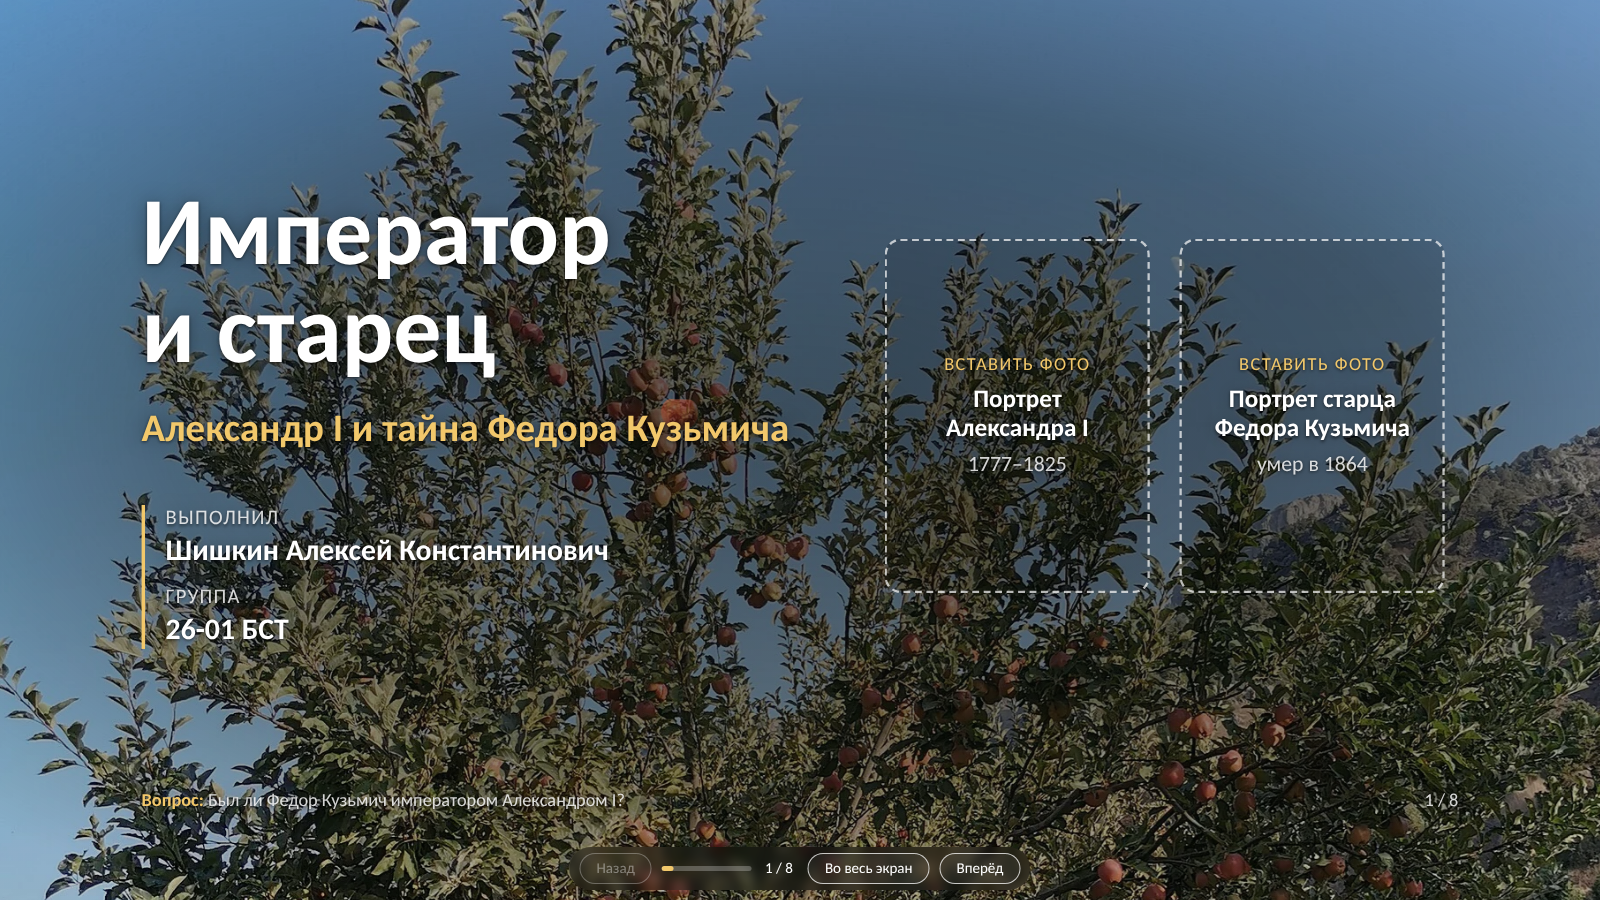 Император
и старец
Александр I и тайна Федора Кузьмича
ВЫПОЛНИЛ
Шишкин Алексей Константинович
ГРУППА
26-01 БСТ
ВСТАВИТЬ ФОТО
Портрет
Александра I
1777–1825
ВСТАВИТЬ ФОТО
Портрет старца
Федора Кузьмича
умер в 1864
Вопрос: Был ли Федор Кузьмич императором Александром I?
1 / 8
Назад
1 / 8
Во весь экран
Вперёд